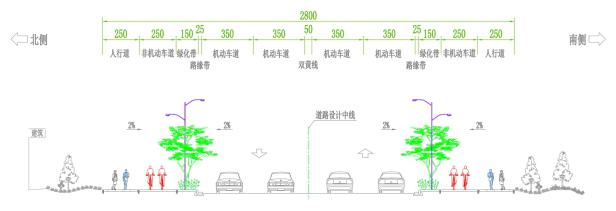 2800
250 250 150 25 350 350 50 350 350 25 150 250 250
北侧
南侧
人行道 非机动车道 绿化带 机动车道 机动车道 双黄线 机动车道 机动车道 绿化带 非机动车道 人行道
路缘带 路缘带
道路设计中线
建筑
2% 2% 2% 2%